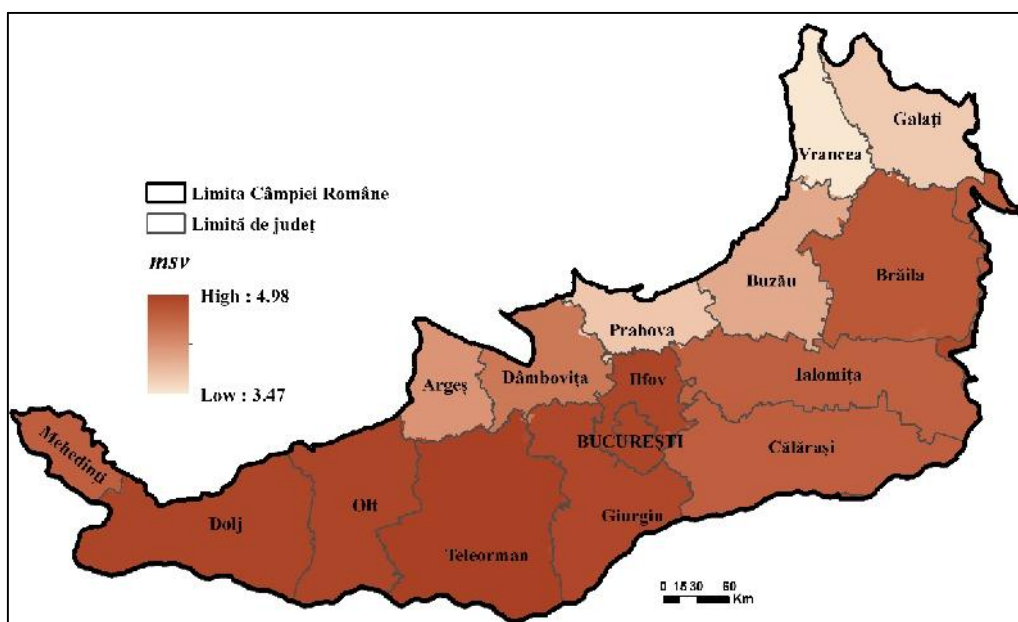 Galați
Vrancea
Limita Câmpiei Române
Limită de județ
msv
High : 4.98
Low : 3.47
Brăila
Buzău
Prahova
Argeș
Dâmbovița
Ilfov
Ialomița
BUCUREȘTI
Călărași
Mehedinți
Dolj
Olt
Giurgiu
Teleorman
0 15 30 60
Km